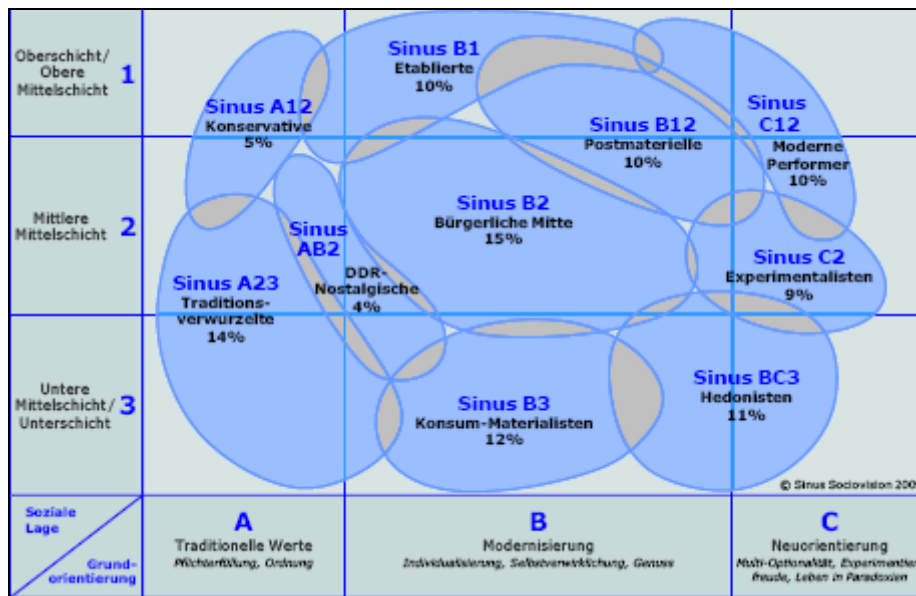 Oberschicht/
Obere
Mittelschicht
1
Sinus B1
Etablierte
10%
Sinus A12
Konservative
5%
Sinus B12
Postmaterielle
10%
Sinus
C12
Moderne
Performer
10%
Mittlere
Mittelschicht
2
Sinus
AB2
DDR-
Nostalgische
4%
Sinus B2
Bürgerliche Mitte
15%
Sinus C2
Experimentalisten
9%
Sinus A23
Traditions-
verwurzelte
14%
Untere
Mittelschicht/
Unterschicht
3
Sinus B3
Konsum-Materialisten
12%
Sinus BC3
Hedonisten
11%
© Sinus Sociovision
Soziale
Lage
Grund-
orientierung
A
Traditionelle Werte
Pflichterfüllung, Ordnung
B
Modernisierung
Individualisierung, Selbstverwirklichung, Genuss
C
Neuorientierung
Multi-Optionalität, Experimentier
freude, Leben in Paradoxien